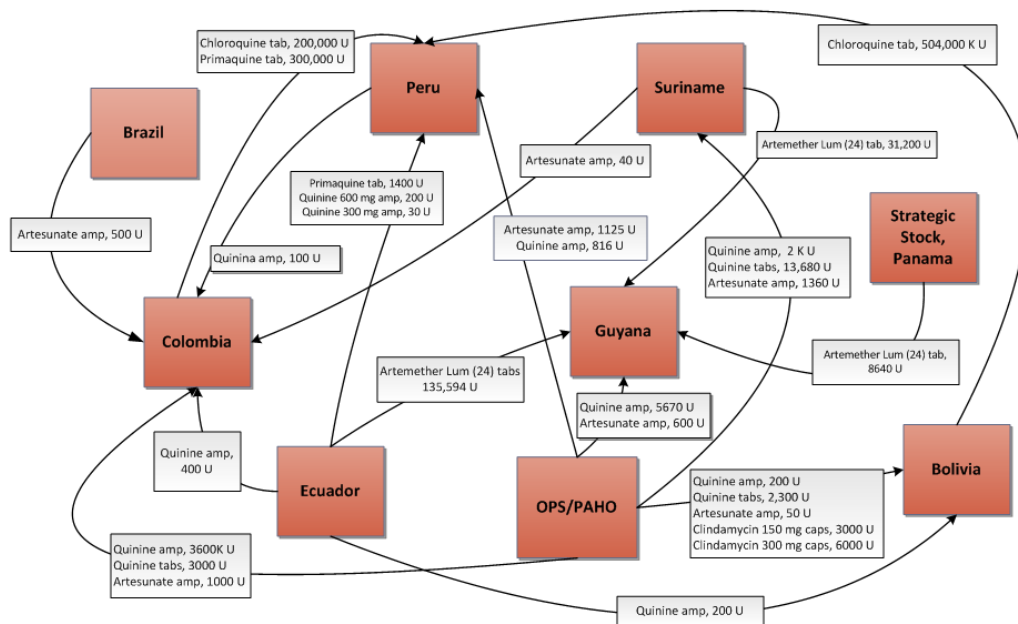 Chloroquine tab, 200,000 U
Primaquine tab, 300,000 U
Chloroquine tab, 504,000 K U
Peru
Suriname
Brazil
Artemether Lum (24) tab, 31,200 U
Artesunate amp, 40 U
Primaquine tab, 1400 U
Quinine 600 mg amp, 200 U
Quinine 300 mg amp, 30 U
Strategic
Stock,
Panama
Artesunate amp, 500 U
Artesunate amp, 1125 U
Quinine amp, 816 U
Quinina amp, 100 U
Quinine amp,  2 K U
Quinine tabs, 13,680 U
Artesunate amp, 1360 U
Colombia
Guyana
Artemether Lum (24) tab,
8640 U
Artemether Lum (24) tabs
135,594 U
Quinine amp, 5670 U
Artesunate amp, 600 U
Quinine amp,
400 U
Ecuador
OPS/PAHO
Bolivia
Quinine amp, 200 U
Quinine tabs, 2,300 U
Artesunate amp, 50 U
Clindamycin 150 mg caps, 3000 U
Clindamycin 300 mg caps, 6000 U
Quinine amp, 3600K U
Quinine tabs, 3000 U
Artesunate amp, 1000 U
Quinine amp, 200 U